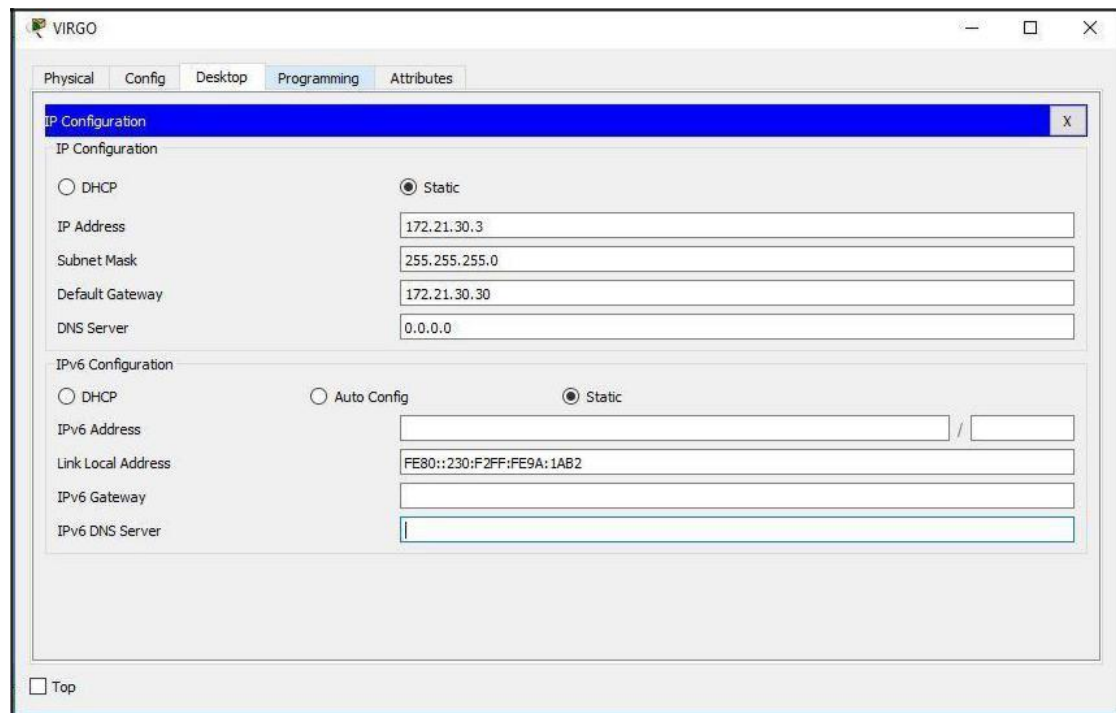 VIRGO
Physical Config Desktop Programming Attributes
IP Configuration X
IP Configuration
DHCP Static
IP Address 172.21.30.3
Subnet Mask 255.255.255.0
Default Gateway 172.21.30.30
DNS Server 0.0.0.0
IPv6 Configuration
DHCP Auto Config Static
IPv6 Address /
Link Local Address FE80::230:F2FF:FE9A:1AB2
IPv6 Gateway
IPv6 DNS Server
Top